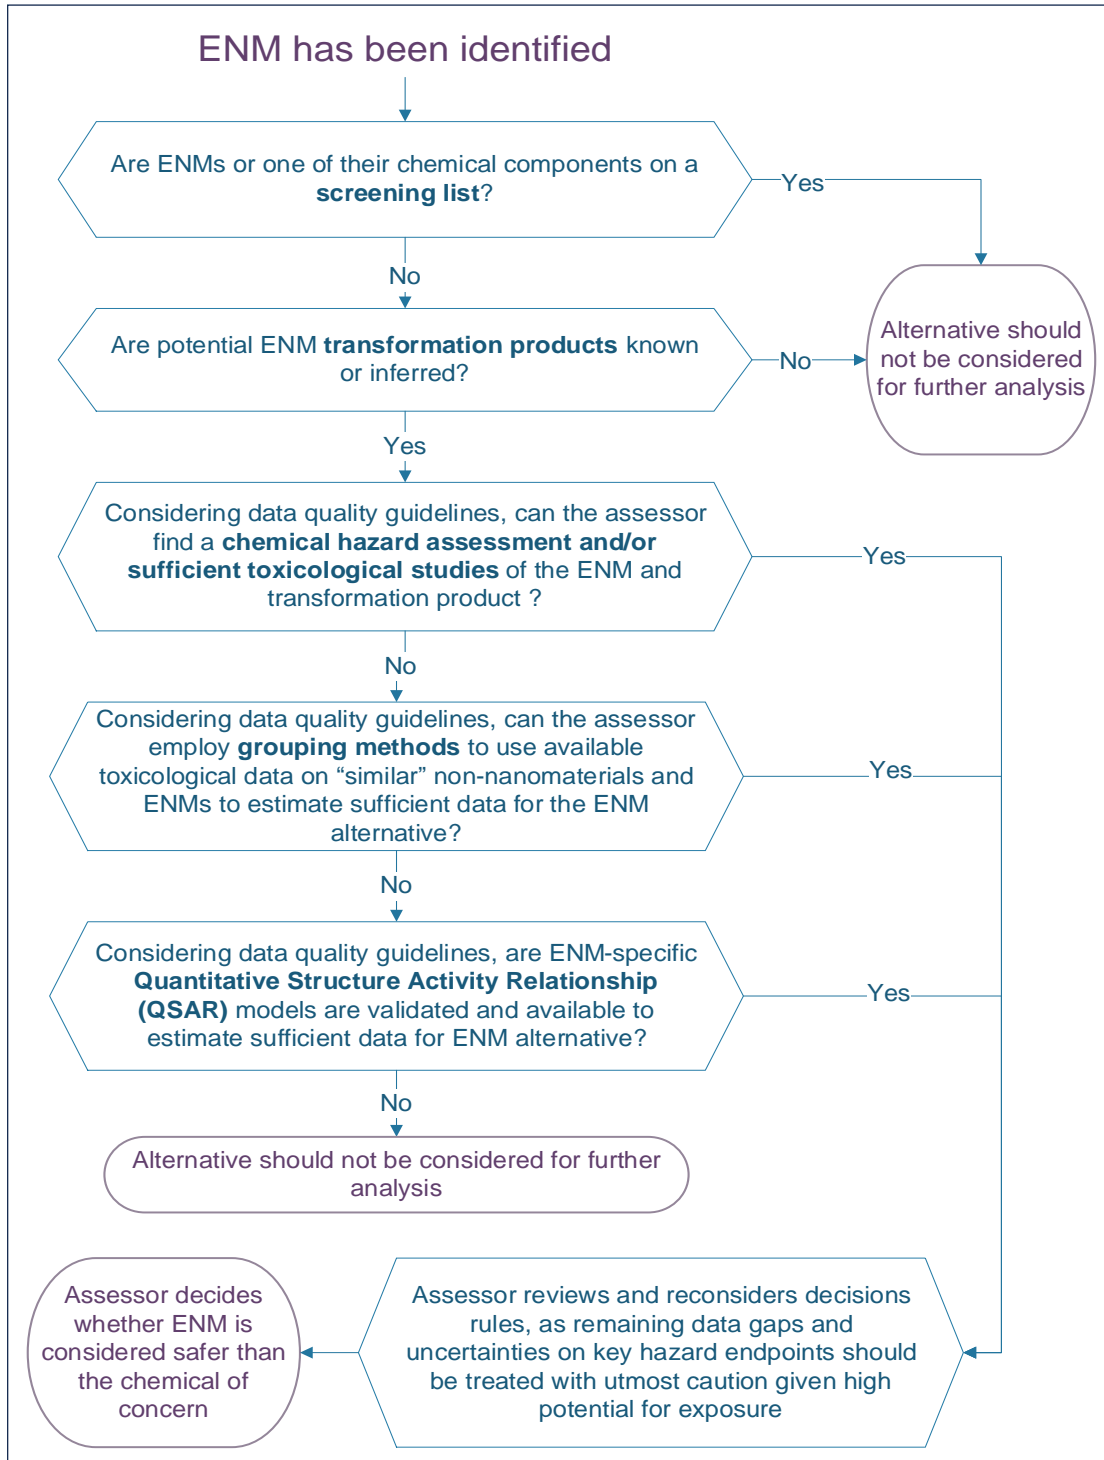 ENM has been identified
Are ENMs or one of their chemical components on a
screening list?
Yes
No
Alternative should
not be considered
for further analysis
Are potential ENM transformation products known
or inferred?
No
Yes
Considering data quality guidelines, can the assessor
find a chemical hazard assessment and/or
sufficient toxicological studies of the ENM and
transformation product ?
Yes
No
Considering data quality guidelines, can the assessor
employ grouping methods to use available
toxicological data on “similar” non-nanomaterials and
ENMs to estimate sufficient data for the ENM
alternative?
Yes
No
Considering data quality guidelines, are ENM-specific
Quantitative Structure Activity Relationship
(QSAR) models are validated and available to
estimate sufficient data for ENM alternative?
Yes
No
Alternative should not be considered for further
analysis
Assessor decides
whether ENM is
considered safer than
the chemical of
concern
Assessor reviews and reconsiders decisions
rules, as remaining data gaps and
uncertainties on key hazard endpoints should
be treated with utmost caution given high
potential for exposure